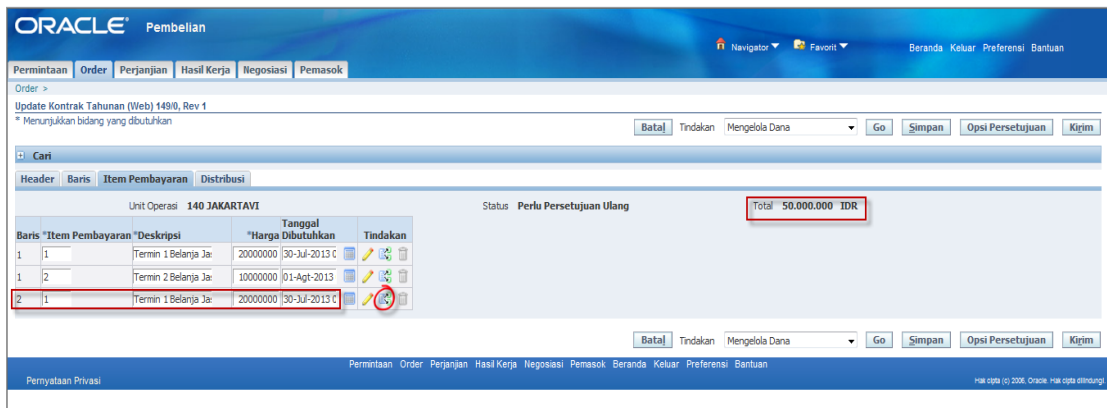 ORACLE Pembelian
Navigator Favorit Beranda Keluar Preferensi Bantuan
Permintaan Order Perjanjian Hasil Kerja Negosiasi Pemasok
Order >
Update Kontrak Tahunan (Web) 149/0, Rev 1
* Menunjukkan bidang yang dibutuhkan
Batal Tindakan Mengelola Dana Go Simpan Opsi Persetujuan Kirim
Cari
Header Baris Item Pembayaran Distribusi
Unit Operasi 140 JAKARTAVI Status Perlu Persetujuan Ulang Total 50.000.000 IDR
Baris *Item Pembayaran *Deskripsi *Harga Tanggal Dibutuhkan Tindakan
1 1 Termin 1 Belanja Ja 20000000 30-Jul-2013
1 2 Termin 2 Belanja Ja 10000000 01-Agt-2013
2 1 Termin 1 Belanja Ja 20000000 30-Jul-2013
Batal Tindakan Mengelola Dana Go Simpan Opsi Persetujuan Kirim
Permintaan Order Perjanjian Hasil Kerja Negosiasi Pemasok Beranda Keluar Preferensi Bantuan
Pernyataan Privasi Hak cipta (c) 2006, Oracle. Hak cipta dilindungi.